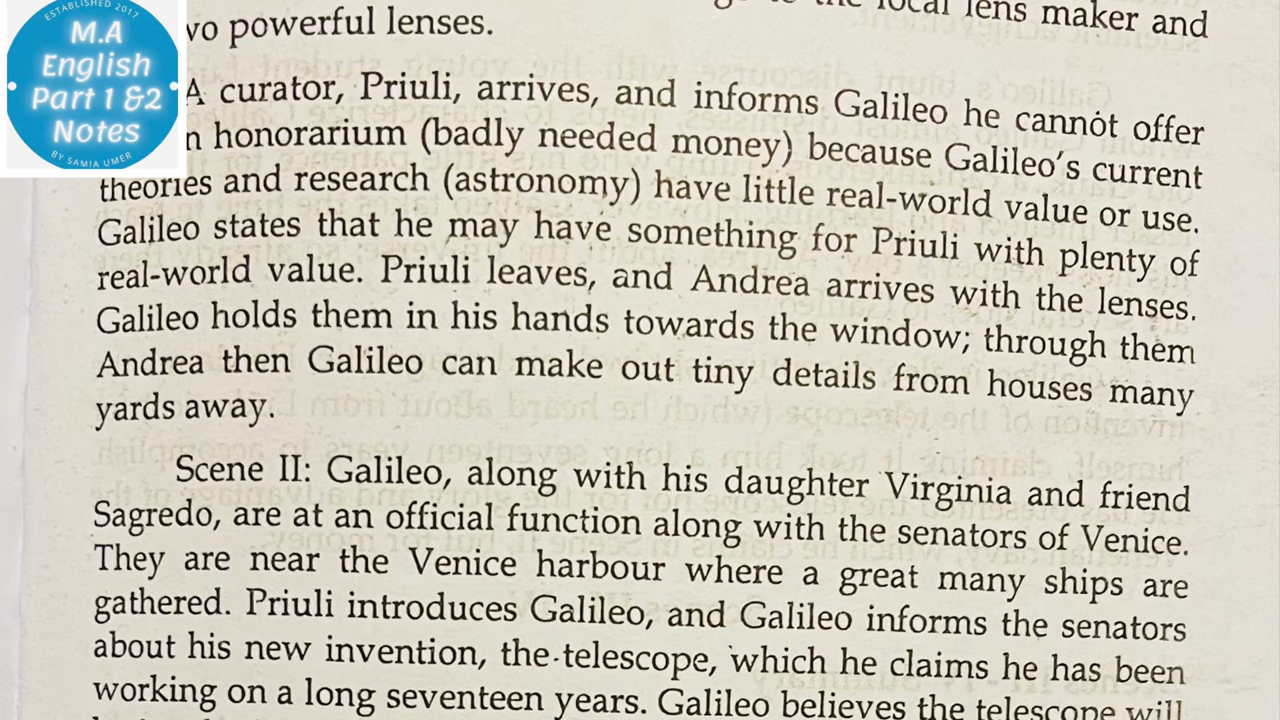 ESTABLISHED 2017
M.A
English
Part 1 &2
Notes
BY SAMIA UMER
local lens maker and
wo powerful lenses.
A curator, Priuli, arrives, and informs Galileo he cannot offer
n honorarium (badly needed money) because Galileo's current
theories and research (astronomy) have little real-world value or use.
Galileo states that he may have something for Priuli with plenty of
real-world value. Priuli leaves, and Andrea arrives with the lenses.
Galileo holds them in his hands towards the window; through them
Andrea then Galileo can make out tiny details from houses many
yards away.
Scene II: Galileo, along with his daughter Virginia and friend
Sagredo, are at an official function along with the senators of Venice.
They are near the Venice harbour where a great many ships are
gathered. Priuli introduces Galileo, and Galileo informs the senators
about his new invention, the telescope, which he claims he has been
working on a long seventeen years. Galileo believes the telescope will